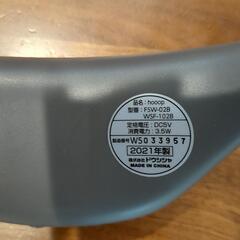 品名：hooop
型番：FSW-02B
WSF-102B
定格電圧：DC5V
消費電力：3.5W
製造番号 WS033957
2021年製
株式会社 ドウシシャ
MADE IN CHINA